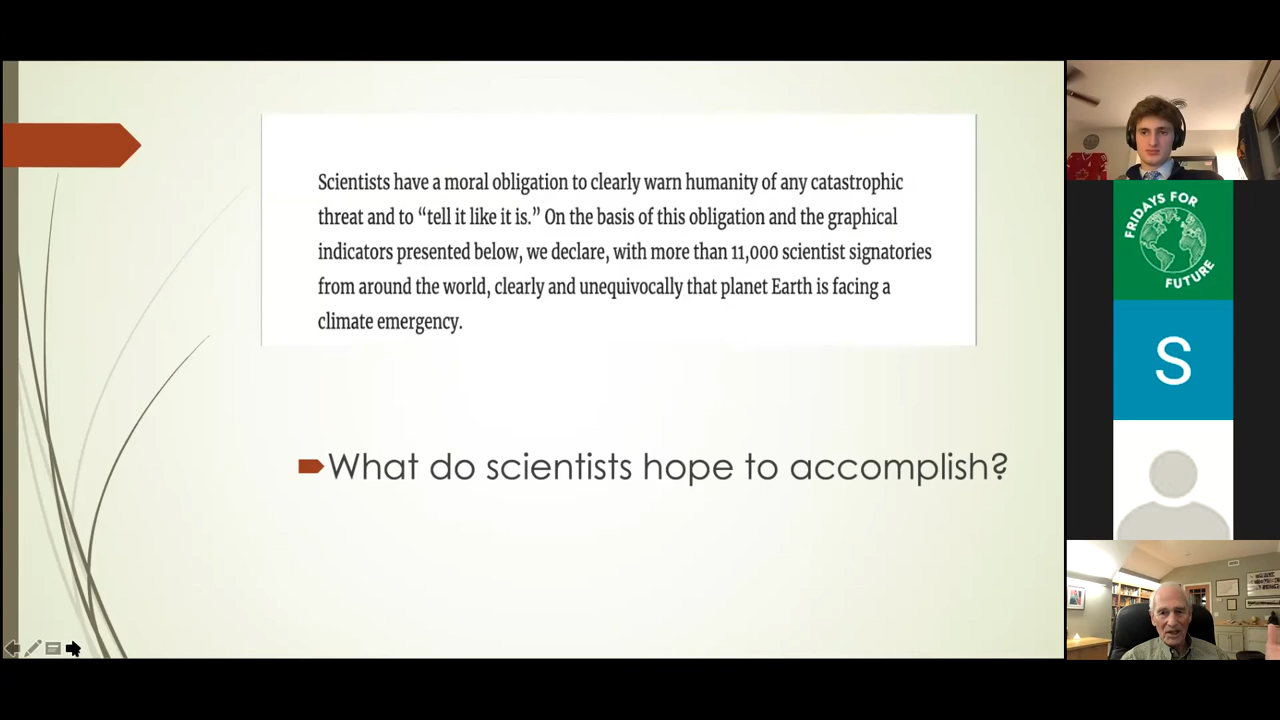 Scientists have a moral obligation to clearly warn humanity of any catastrophic
threat and to “tell it like it is.” On the basis of this obligation and the graphical
indicators presented below, we declare, with more than 11,000 scientist signatories
from around the world, clearly and unequivocally that planet Earth is facing a
climate emergency.
What do scientists hope to accomplish?
FRIDAYS FOR
FUTURE
S